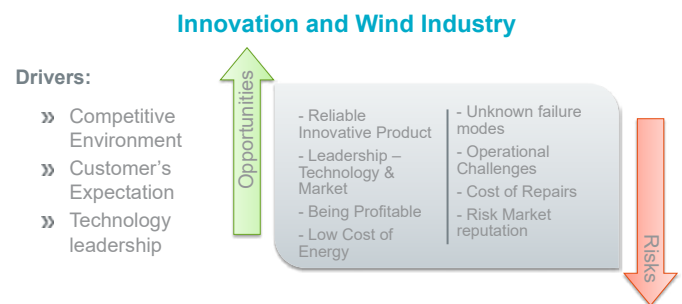 Innovation and Wind Industry
Drivers:
Competitive
Environment
Customer's
Expectation
Technology
leadership
Opportunities
- Reliable
Innovative Product
- Leadership –
Technology &
Market
- Being Profitable
- Low Cost of
Energy
- Unknown failure
modes
- Operational
Challenges
- Cost of Repairs
- Risk Market
reputation
Risks